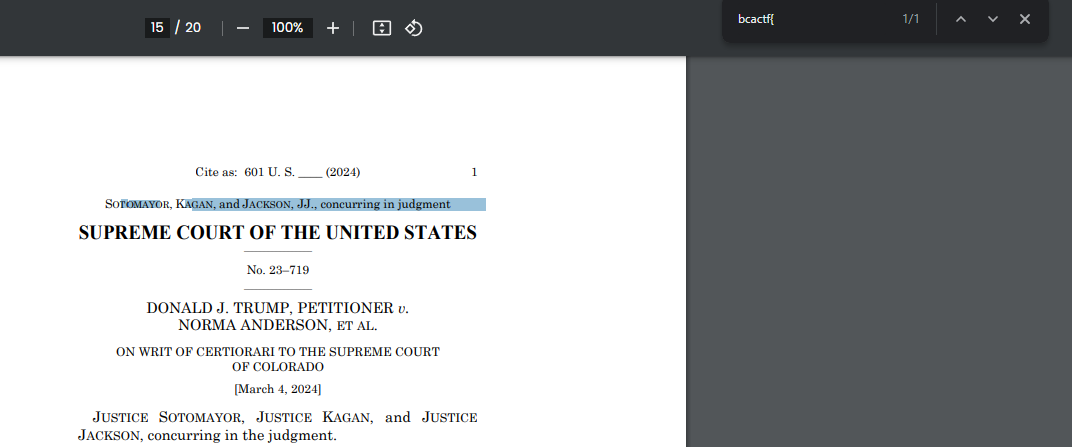 15 / 20 — 100% +
bcactf{ 1/1
Cite as: 601 U. S. ____ (2024) 1
SOTOMAYOR, KAGAN, and JACKSON, JJ., concurring in judgment
SUPREME COURT OF THE UNITED STATES
No. 23–719
DONALD J. TRUMP, PETITIONER v.
NORMA ANDERSON, ET AL.
ON WRIT OF CERTIORARI TO THE SUPREME COURT
OF COLORADO
[March 4, 2024]
JUSTICE SOTOMAYOR, JUSTICE KAGAN, and JUSTICE
JACKSON, concurring in the judgment.